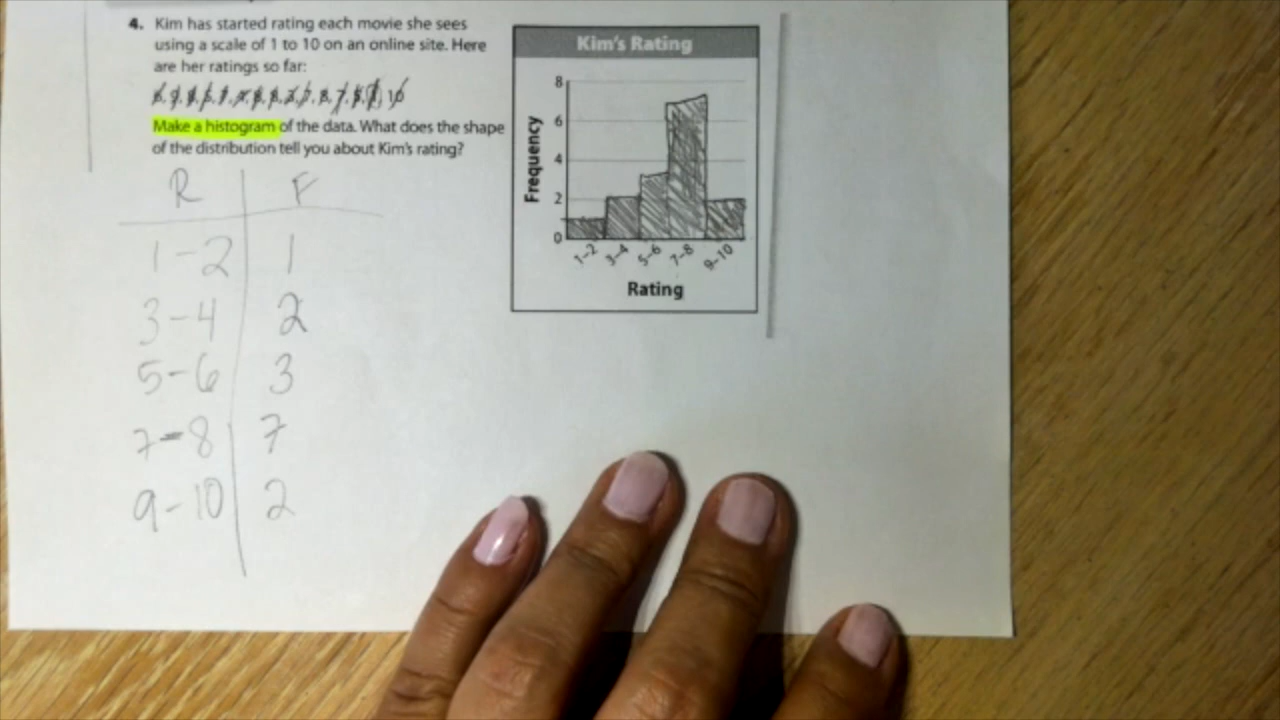 4. Kim has started rating each movie she sees
using a scale of 1 to 10 on an online site. Here
are her ratings so far:
10
Make a histogram of the data. What does the shape
of the distribution tell you about Kim's rating?
R F
1-2 1
3-4 2
5-6 3
7-8 7
9-10 2
Kim's Rating
Frequency
8
6
4
2
0
1-2 3-4 5-6 7-8 9-10
Rating